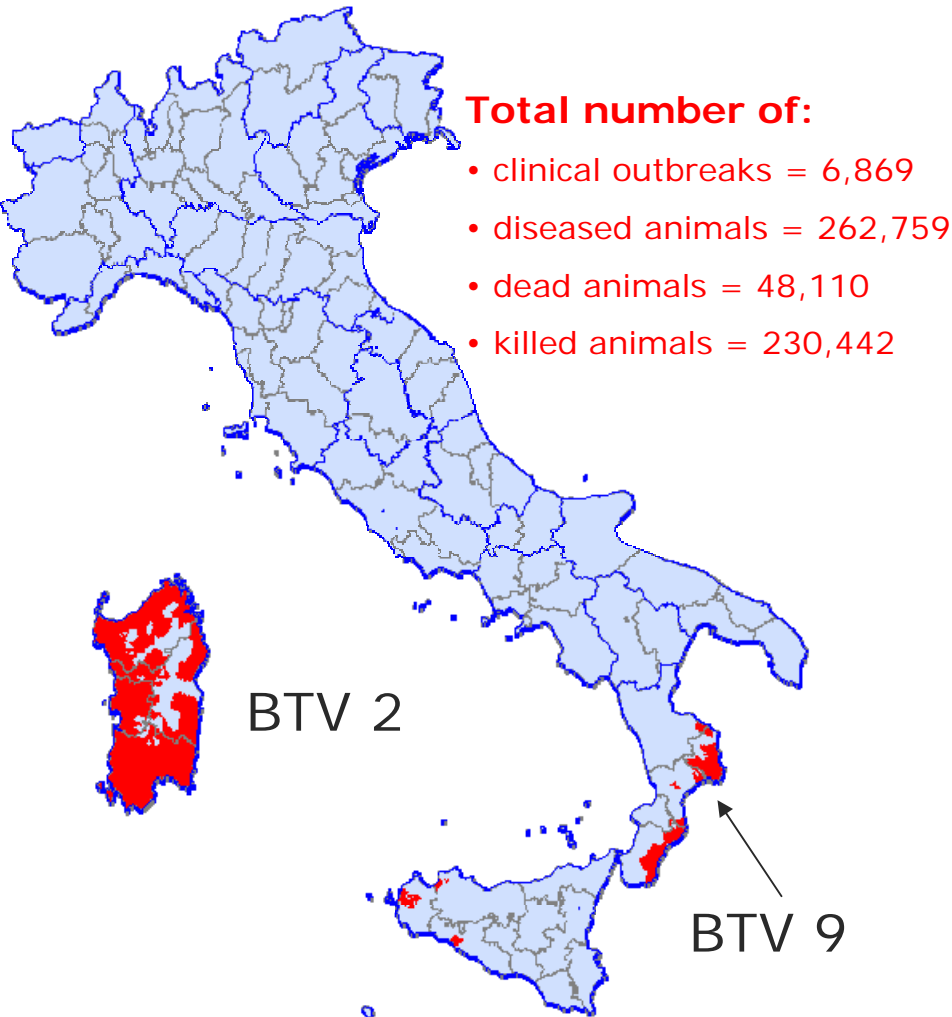 Total number of:
• clinical outbreaks = 6,869
• diseased animals = 262,759
• dead animals = 48,110
• killed animals = 230,442
BTV 2
BTV 9